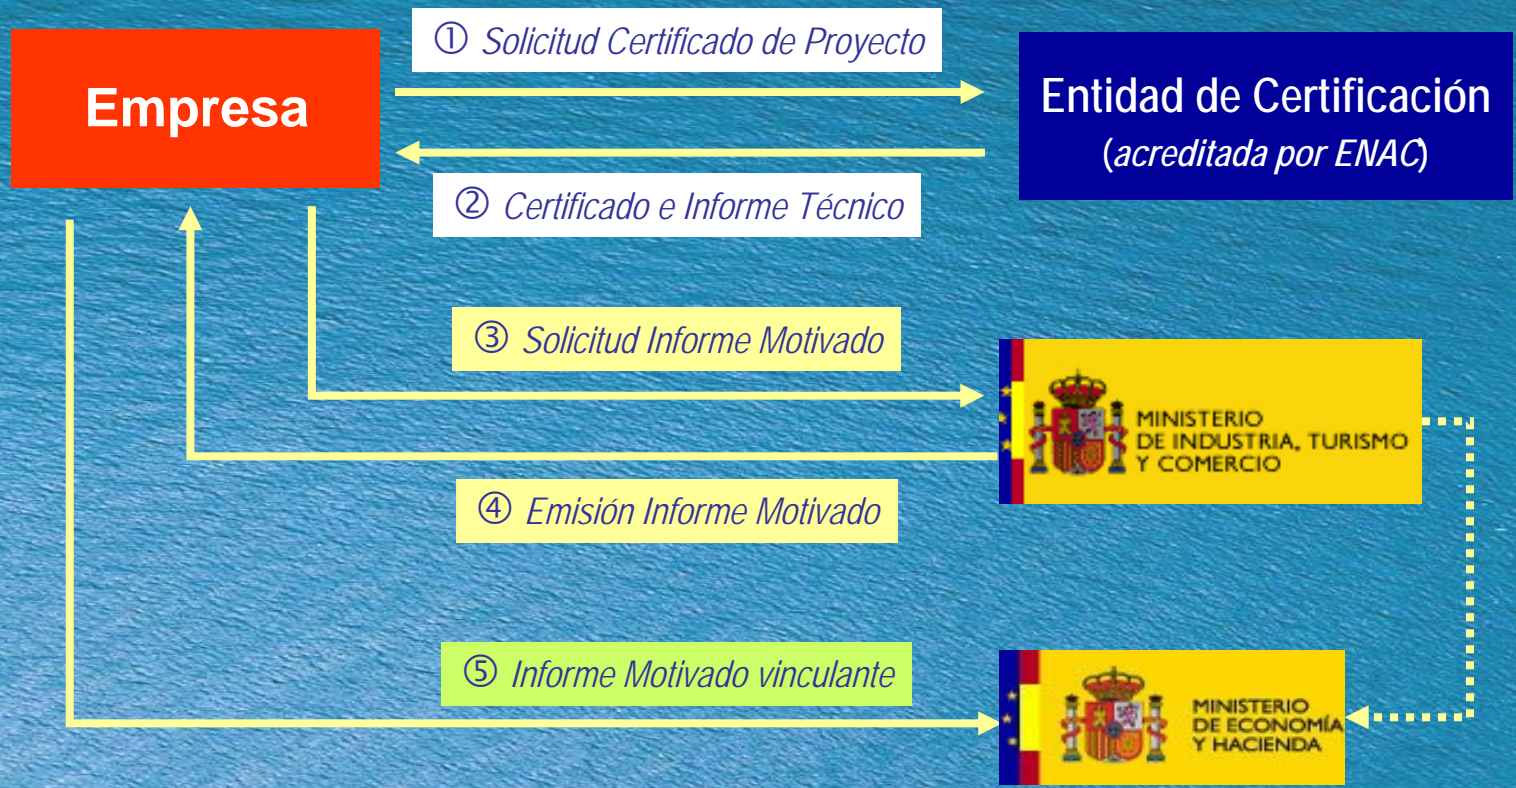 ① Solicitud Certificado de Proyecto
Empresa
Entidad de Certificación
(acreditada por ENAC)
② Certificado e Informe Técnico
③ Solicitud Informe Motivado
MINISTERIO
DE INDUSTRIA, TURISMO
Y COMERCIO
④ Emisión Informe Motivado
⑤ Informe Motivado vinculante
MINISTERIO
DE ECONOMÍA
Y HACIENDA